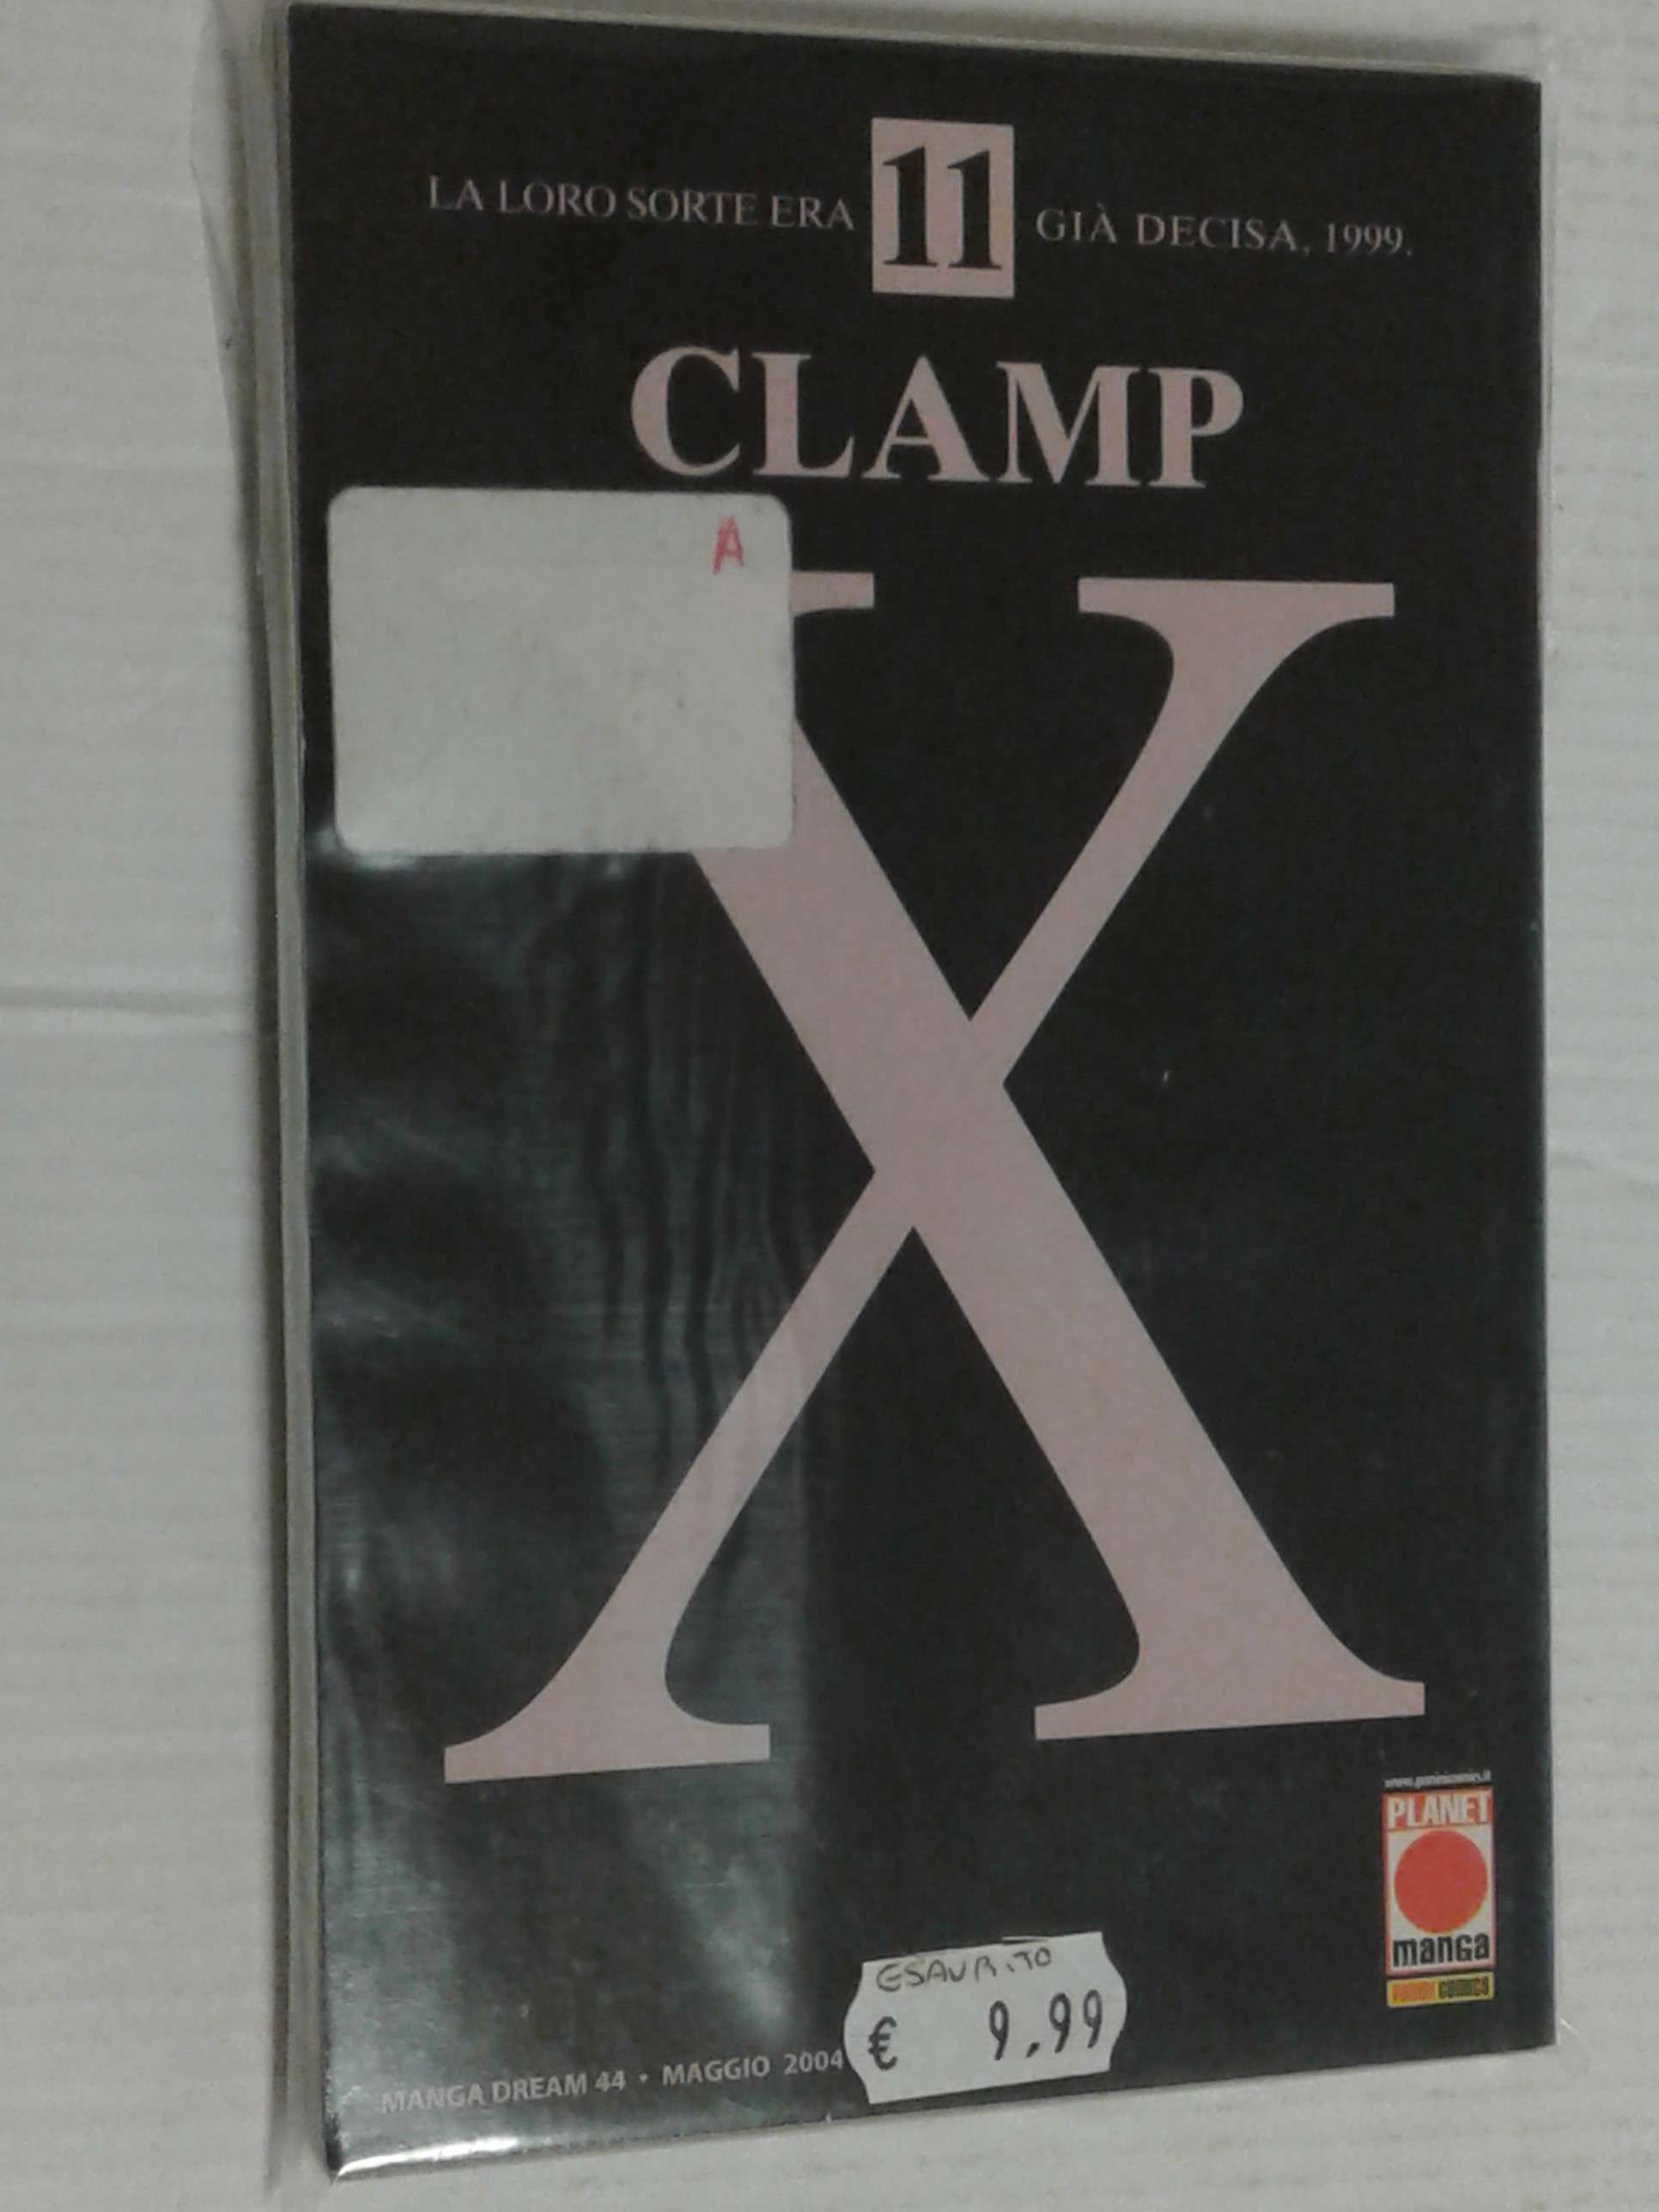 11
LA LORO SORTE ERA GIÀ DECISA, 1999.
CLAMP
A
X
www.paninicomics.it
PLANET
manga
PANINI COMICS
ESAURITO
€ 9,99
MANGA DREAM 44 • MAGGIO 2004